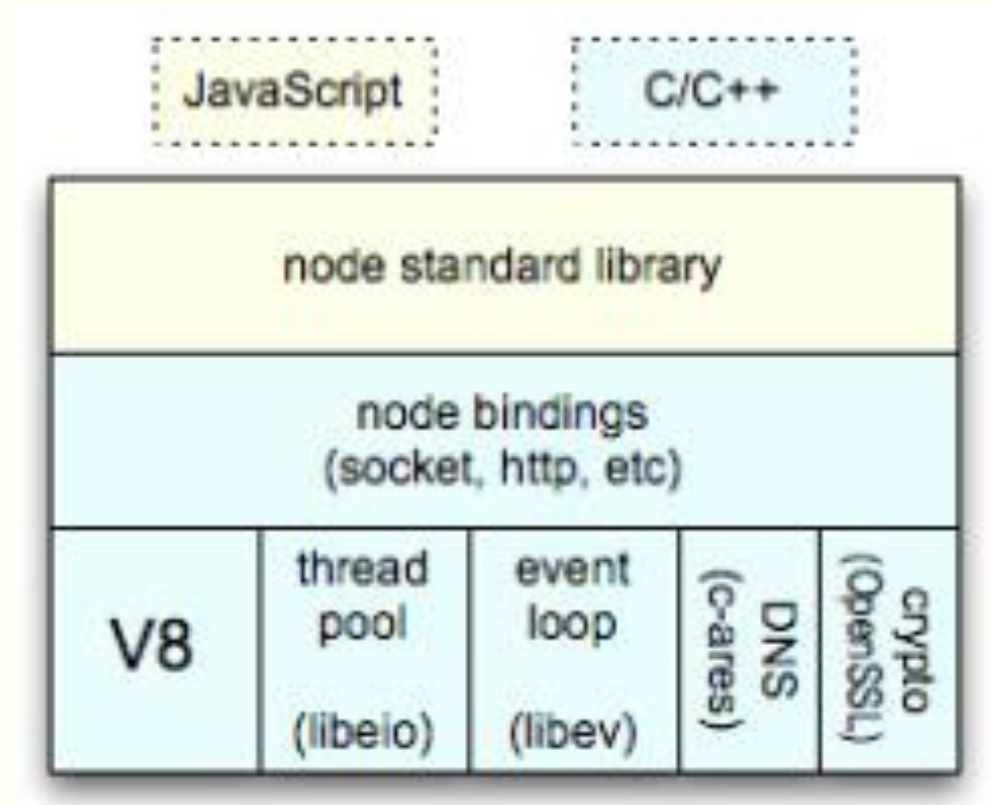 JavaScript
C/C++
node standard library
node bindings
(socket, http, etc)
V8
thread
pool
(libeio)
event
loop
(libev)
DNS
(c-ares)
crypto
(OpenSSL)